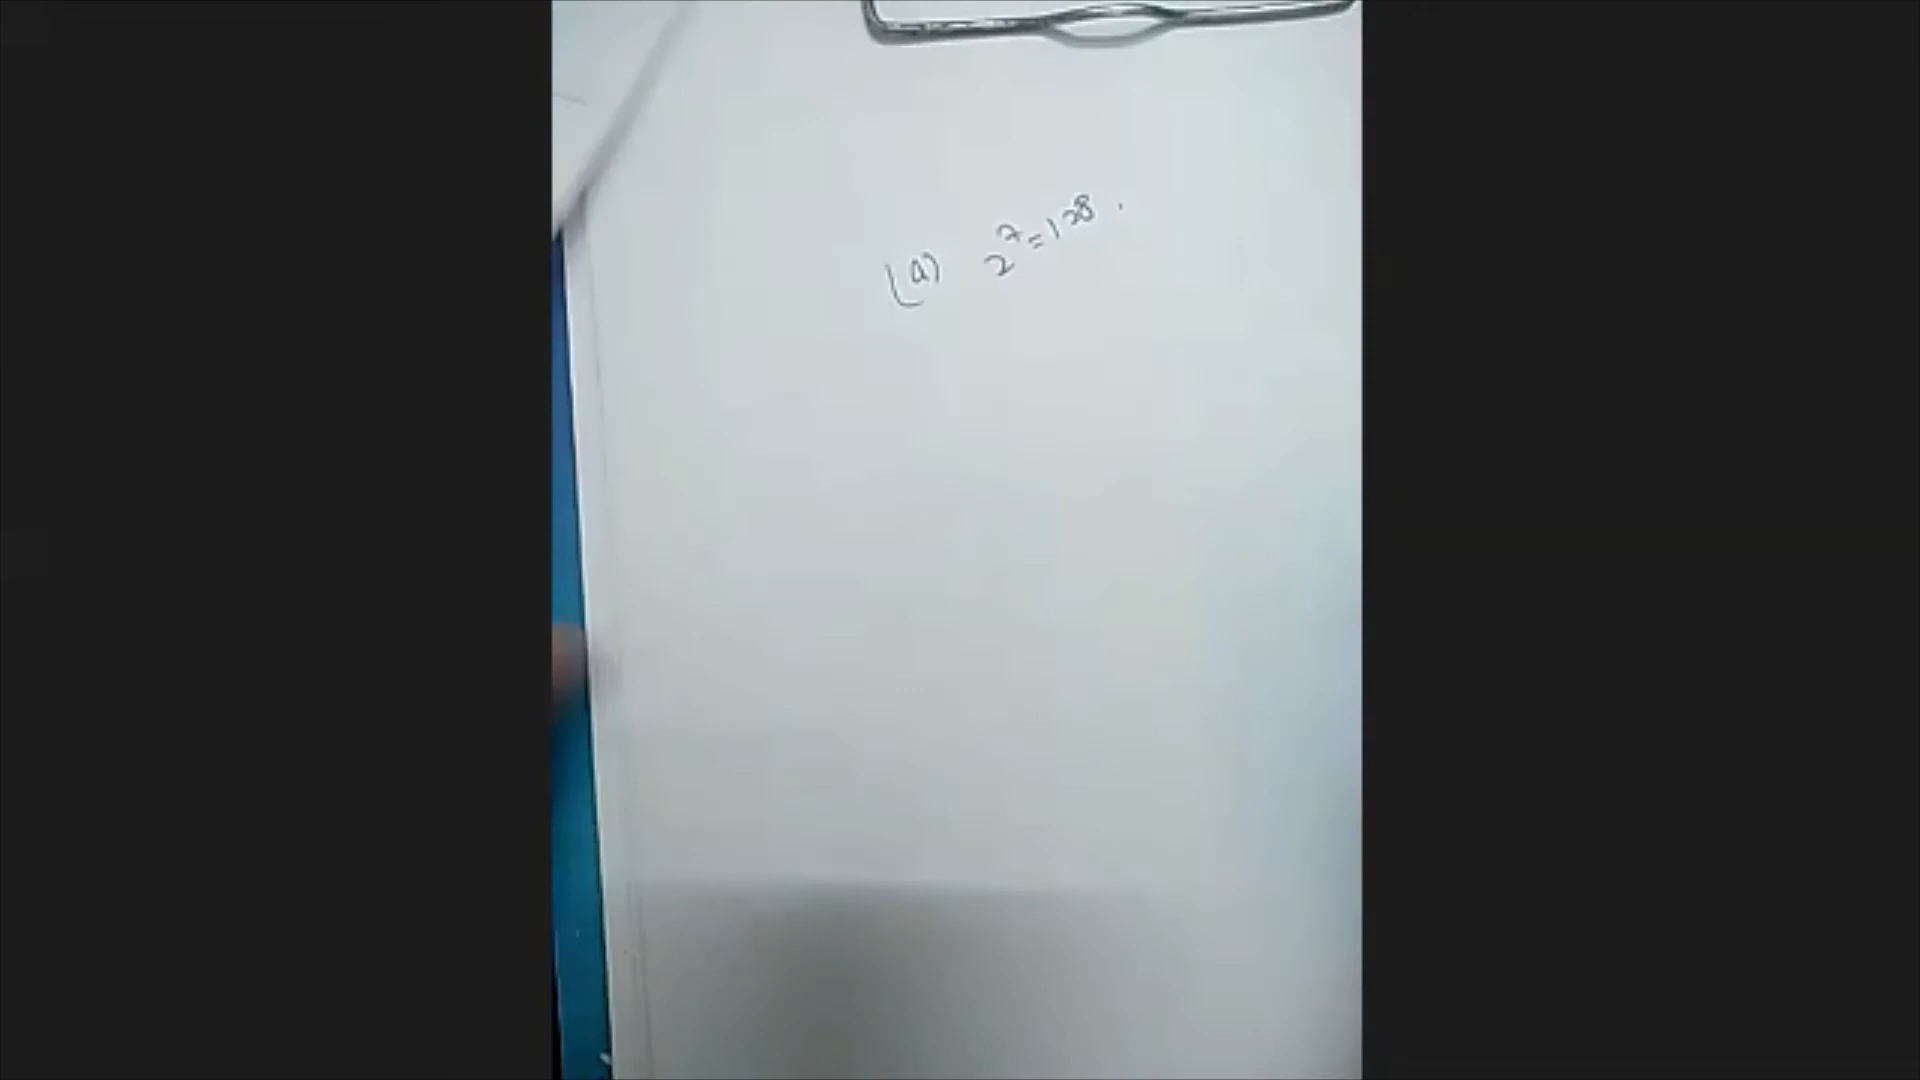 (a) 2⁷ = 128.